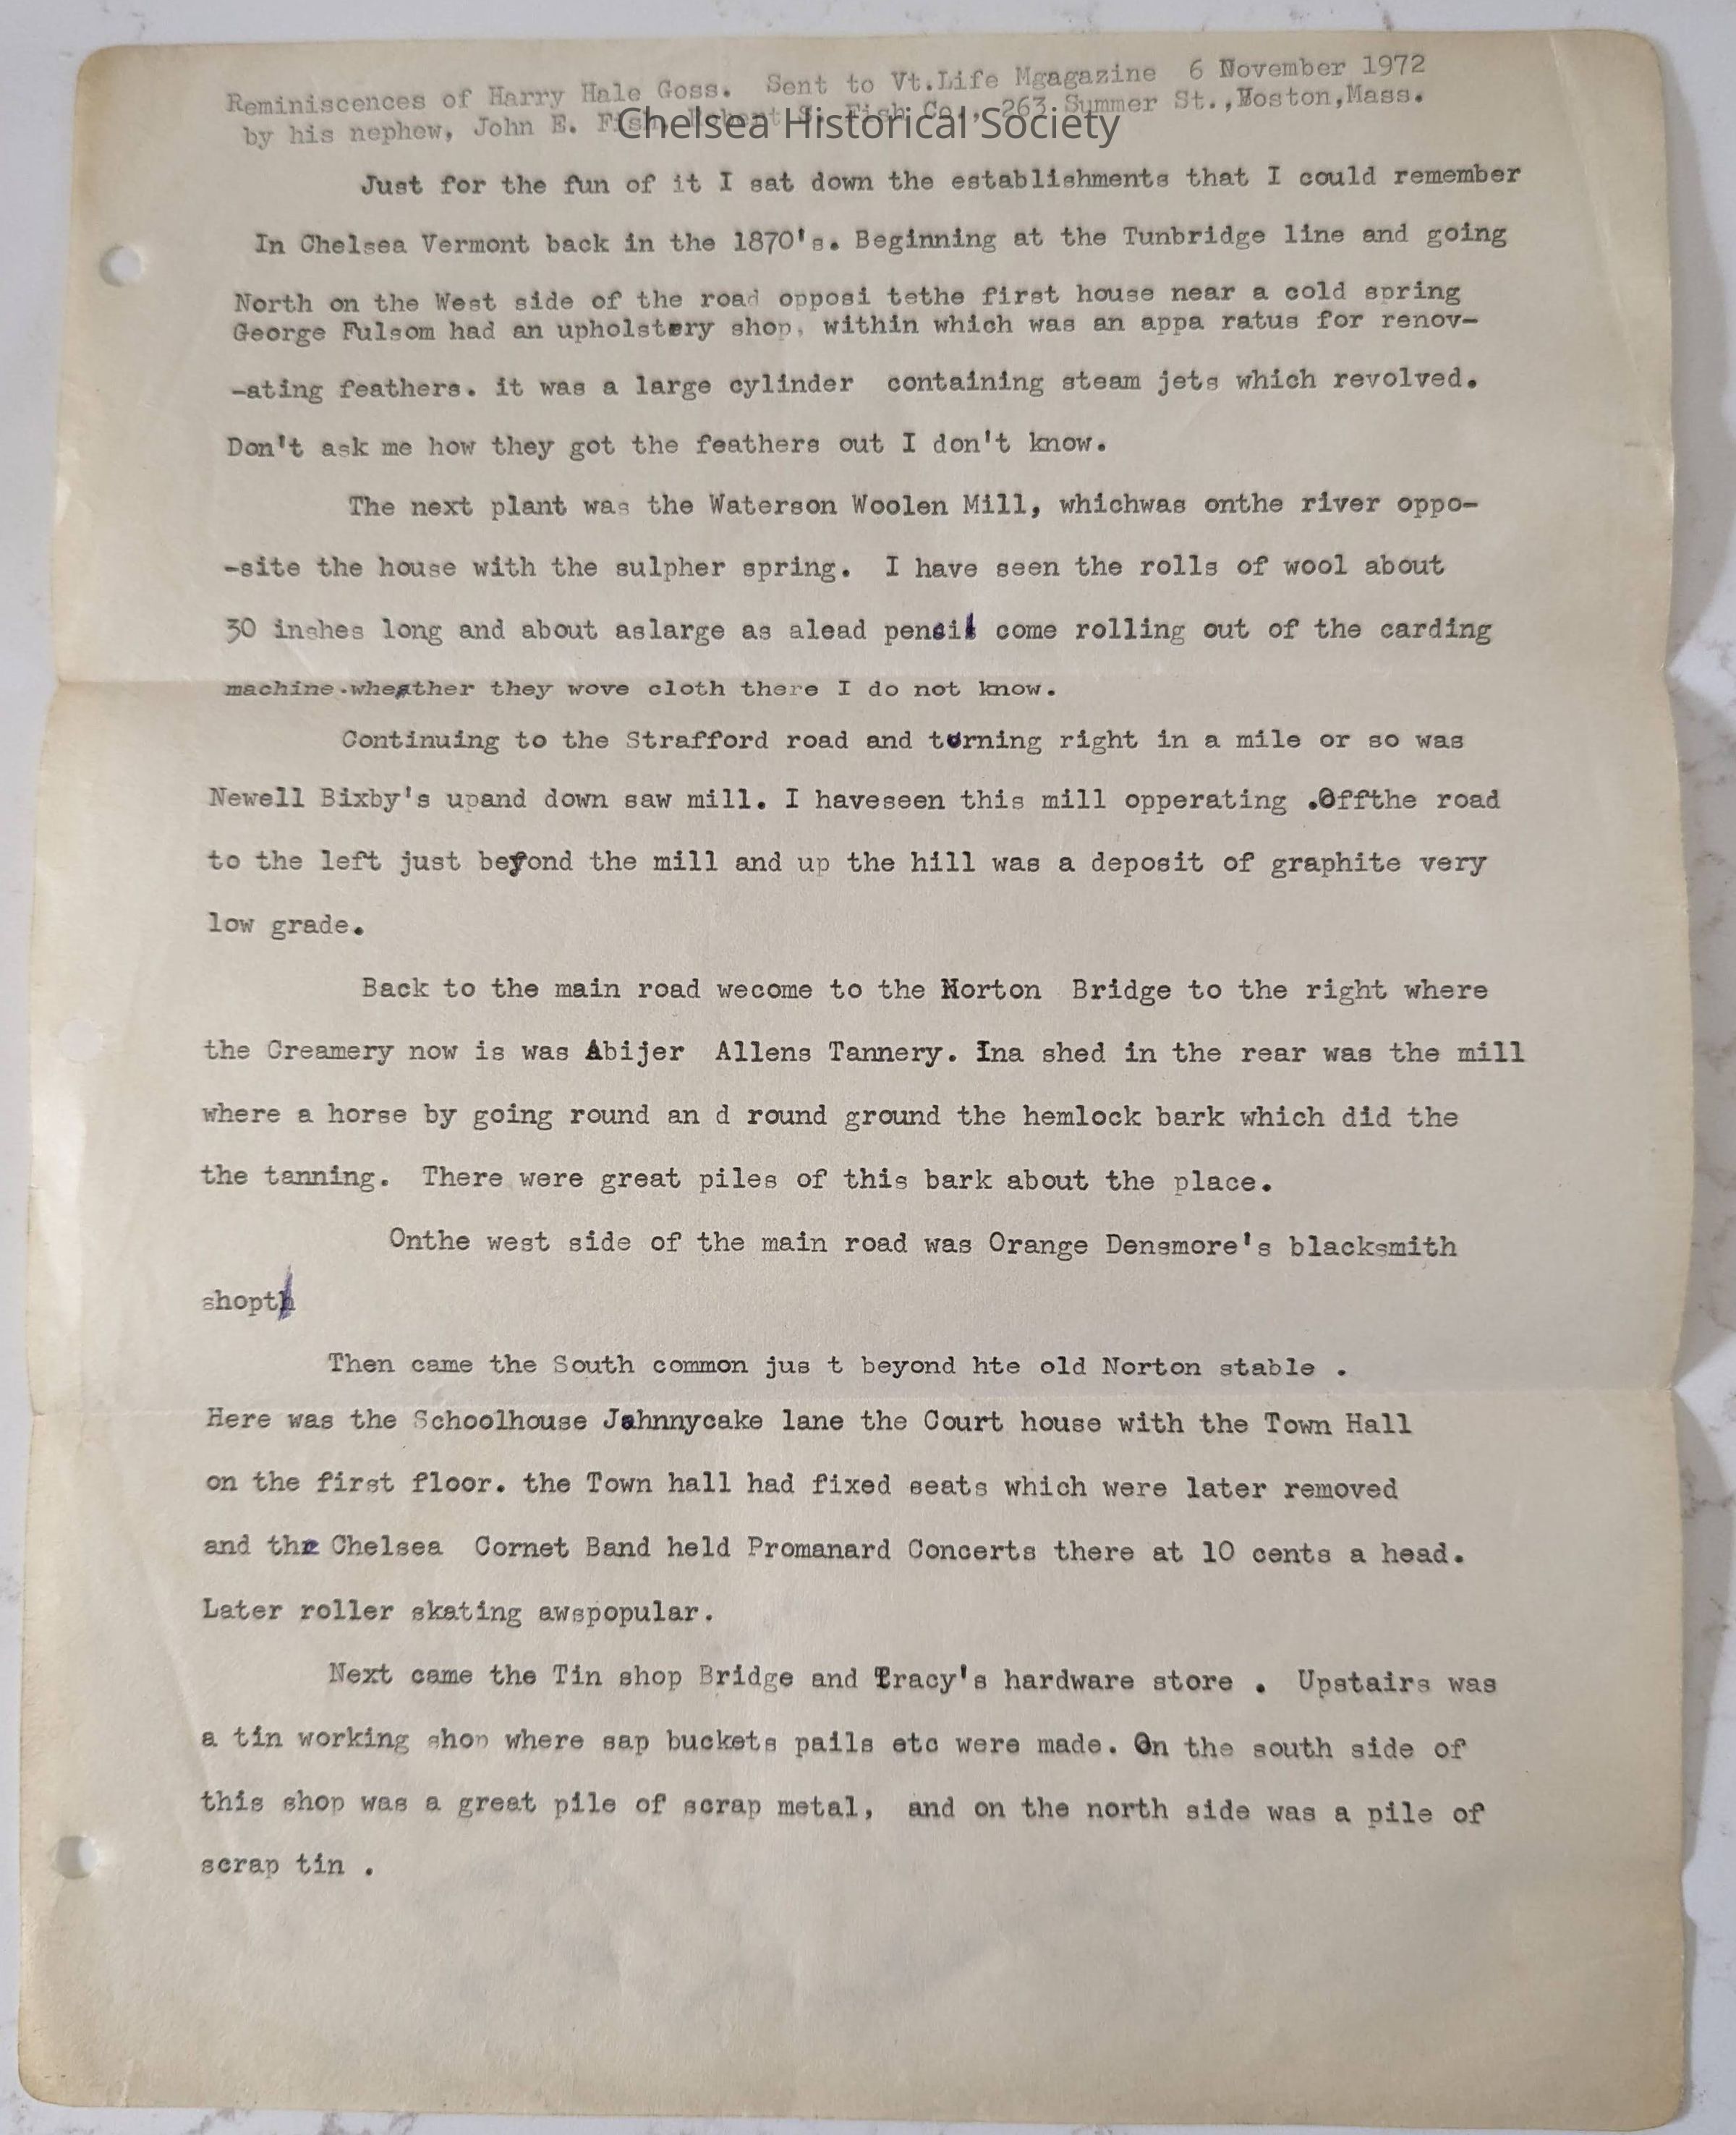 Reminiscences of Harry Hale Goss. Sent to Vt.Life Mgagazine 6 November 1972
by his nephew, John E. Fish, Robert S. Fish Co., 263 Summer St.,Boston,Mass.
Chelsea Historical Society
Just for the fun of it I sat down the establishments that I could remember
In Chelsea Vermont back in the 1870's. Beginning at the Tunbridge line and going
North on the West side of the road opposi tethe first house near a cold spring
George Fulsom had an upholstery shop, within which was an appa ratus for renov-
-ating feathers. it was a large cylinder containing steam jets which revolved.
Don't ask me how they got the feathers out I don't know.
The next plant was the Waterson Woolen Mill, whichwas onthe river oppo-
-site the house with the sulpher spring. I have seen the rolls of wool about
30 inshes long and about aslarge as alead pencil come rolling out of the carding
machine.wheather they wove cloth there I do not know.
Continuing to the Strafford road and turning right in a mile or so was
Newell Bixby's upand down saw mill. I haveseen this mill opperating .Offthe road
to the left just beyond the mill and up the hill was a deposit of graphite very
low grade.
Back to the main road wecome to the Norton Bridge to the right where
the Creamery now is was Abijer Allens Tannery. Ina shed in the rear was the mill
where a horse by going round an d round ground the hemlock bark which did the
the tanning. There were great piles of this bark about the place.
Onthe west side of the main road was Orange Densmore's blacksmith
shopth
Then came the South common jus t beyond hte old Norton stable .
Here was the Schoolhouse Johnnycake lane the Court house with the Town Hall
on the first floor. the Town hall had fixed seats which were later removed
and the Chelsea Cornet Band held Promanard Concerts there at 10 cents a head.
Later roller skating awspopular.
Next came the Tin shop Bridge and Tracy's hardware store . Upstairs was
a tin working shop where sap buckets pails etc were made. On the south side of
this shop was a great pile of scrap metal, and on the north side was a pile of
scrap tin .